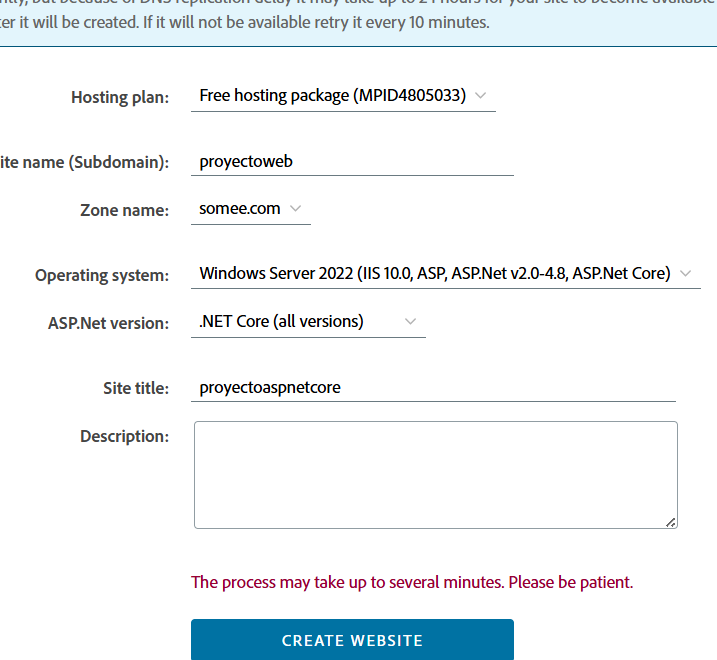 ntly, but because of DNS replication delay it may take up to 24 hours for your site to become available
ter it will be created. If it will not be available retry it every 10 minutes.
Hosting plan: Free hosting package (MPID4805033)
ite name (Subdomain): proyectoweb
Zone name: somee.com
Operating system: Windows Server 2022 (IIS 10.0, ASP, ASP.Net v2.0-4.8, ASP.Net Core)
ASP.Net version: .NET Core (all versions)
Site title: proyectoaspnetcore
Description:
The process may take up to several minutes. Please be patient.
CREATE WEBSITE